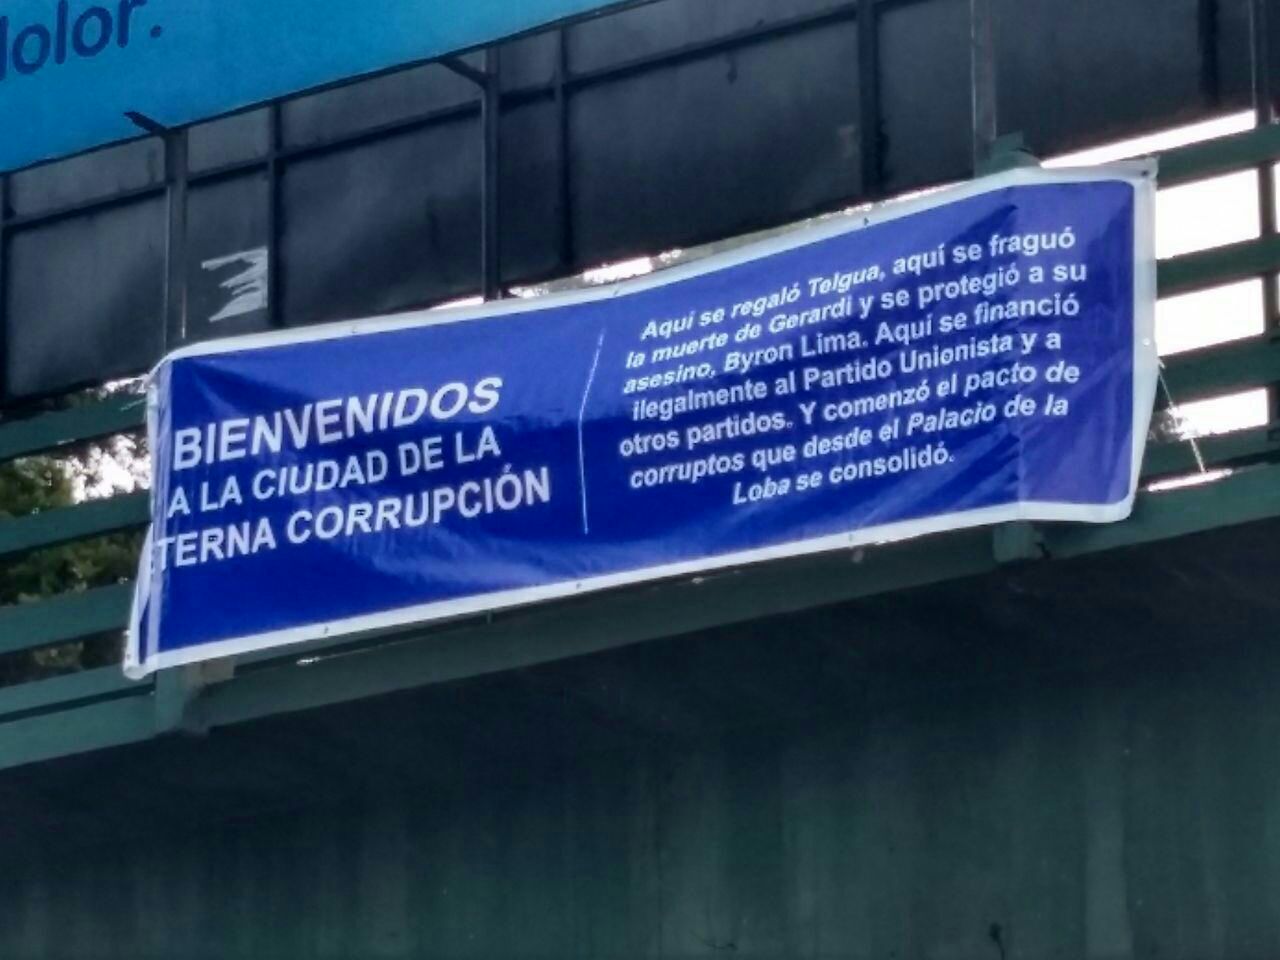 dolor.
BIENVENIDOS
A LA CIUDAD DE LA
ETERNA CORRUPCIÓN
Aquí se regaló Telgua, aquí se fraguó
la muerte de Gerardi y se protegió a su
asesino, Byron Lima. Aquí se financió
ilegalmente al Partido Unionista y a
otros partidos. Y comenzó el pacto de
corruptos que desde el Palacio de la
Loba se consolidó.